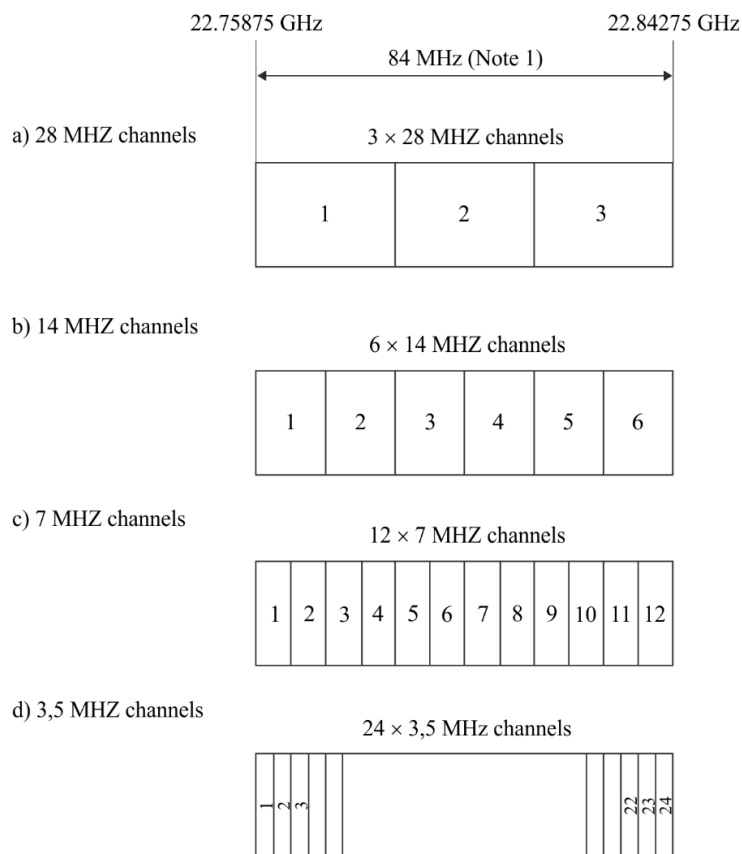 22.75875 GHz 22.84275 GHz
84 MHz (Note 1)
a) 28 MHZ channels
3 × 28 MHZ channels
1 2 3
b) 14 MHZ channels
6 × 14 MHZ channels
1 2 3 4 5 6
c) 7 MHZ channels
12 × 7 MHZ channels
1 2 3 4 5 6 7 8 9 10 11 12
d) 3,5 MHZ channels
24 × 3,5 MHz channels
1 2 3 22 23 24